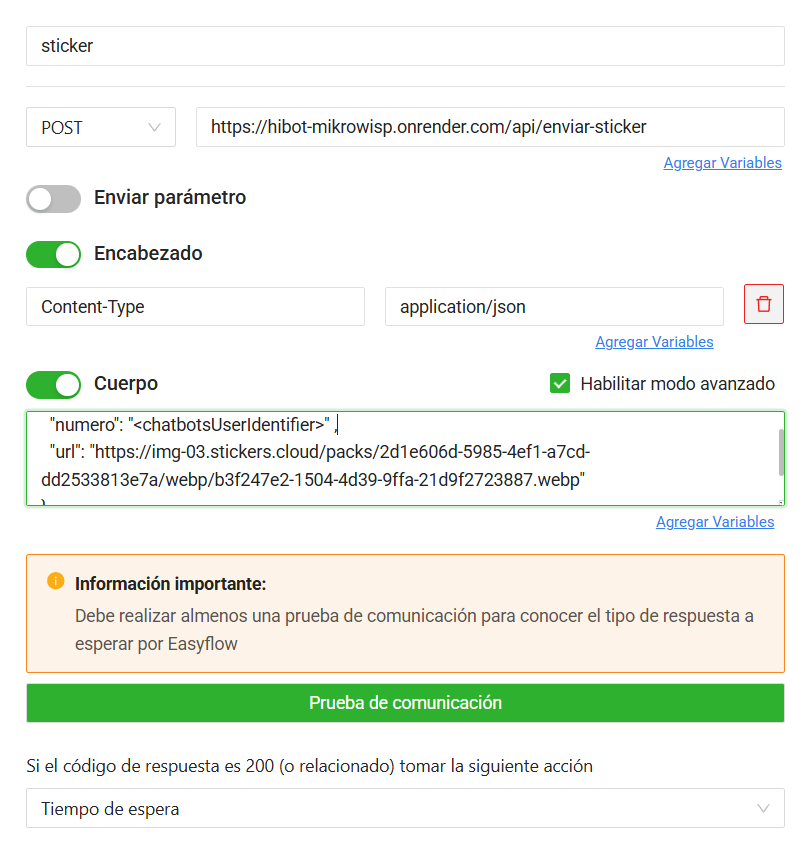 sticker
POST
https://hibot-mikrowisp.onrender.com/api/enviar-sticker
Agregar Variables
Enviar parámetro
Encabezado
Content-Type
application/json
Agregar Variables
Cuerpo
Habilitar modo avanzado
"numero": "<chatbotsUserIdentifier>" ,
"url": "https://img-03.stickers.cloud/packs/2d1e606d-5985-4ef1-a7cd-
dd2533813e7a/webp/b3f247e2-1504-4d39-9ffa-21d9f2723887.webp"
}
Agregar Variables
Información importante:
Debe realizar almenos una prueba de comunicación para conocer el tipo de respuesta a
esperar por Easyflow
Prueba de comunicación
Si el código de respuesta es 200 (o relacionado) tomar la siguiente acción
Tiempo de espera